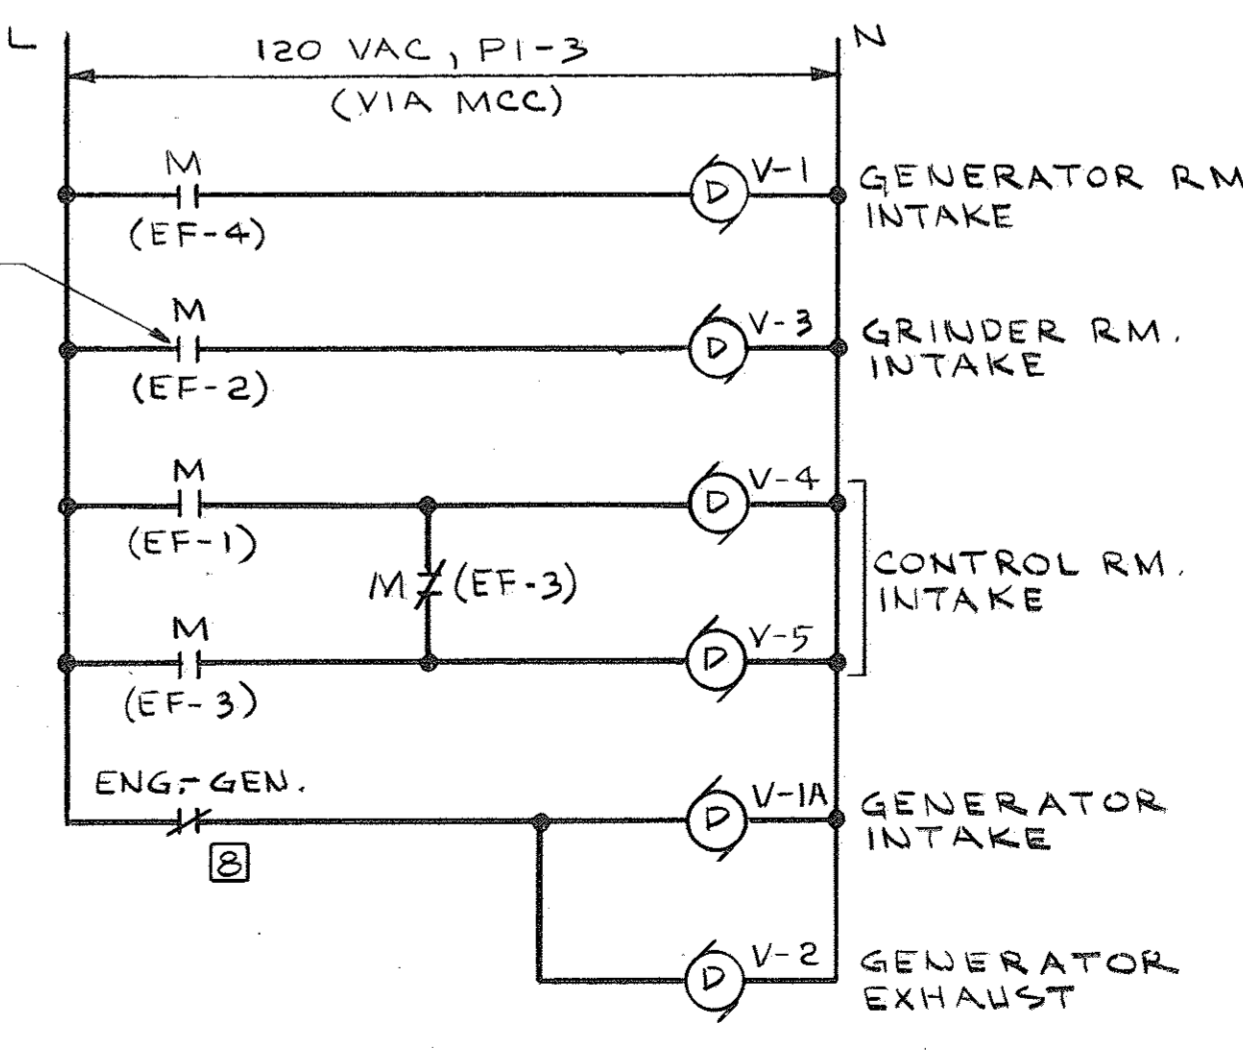 L
120 VAC, P1-3
N
(VIA MCC)
M
V-1
GENERATOR RM
INTAKE
(EF-4)
M
V-3
GRINDER RM.
INTAKE
(EF-2)
M
V-4
(EF-1)
M (EF-3)
CONTROL RM.
INTAKE
M
V-5
(EF-3)
ENG.-GEN.
V-1A
GENERATOR
INTAKE
8
V-2
GENERATOR
EXHAUST
D
D
D
D
D
D